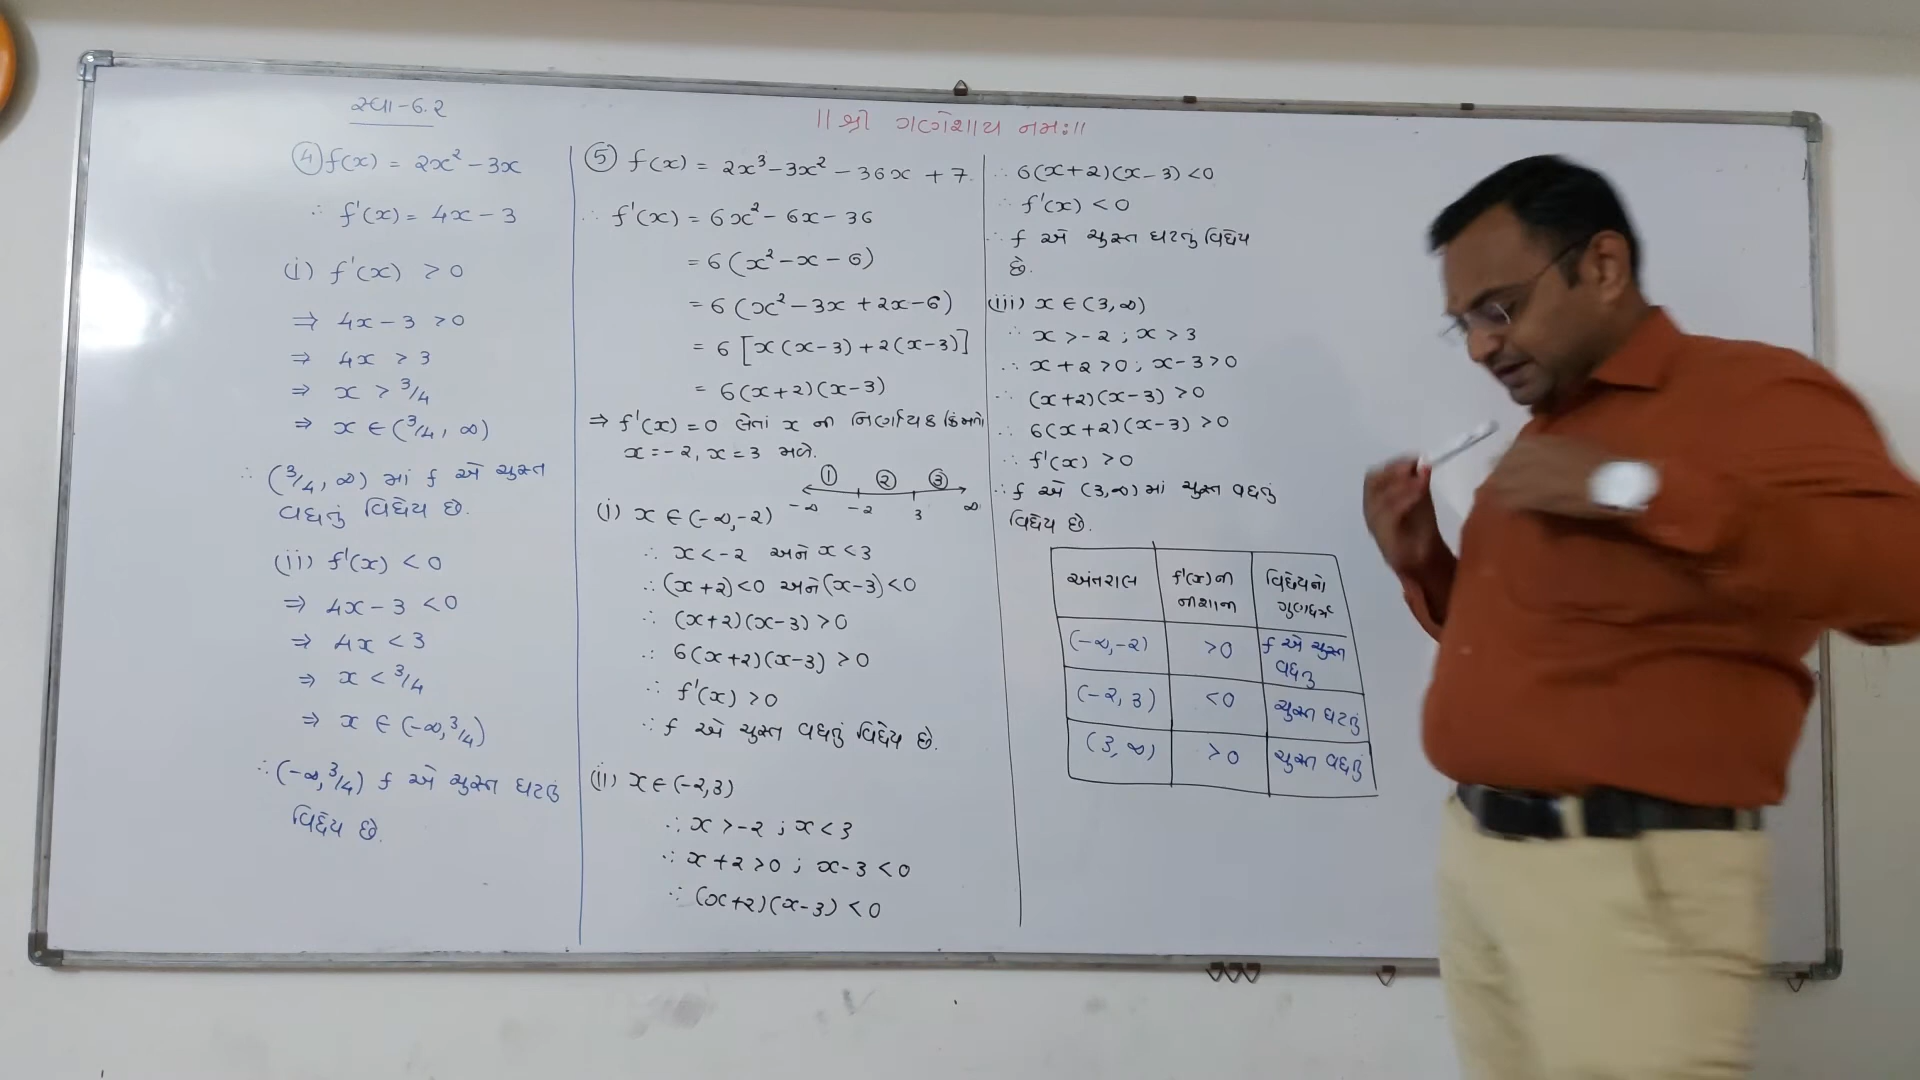 સ્વા-6.2
॥ શ્રી ગણેશાય નમઃ॥
④ f(x) = 2x² - 3x
∴ f'(x) = 4x - 3
(i) f'(x) > 0
⇒ 4x - 3 > 0
⇒ 4x > 3
⇒ x > 3/4
⇒ x ∈ (3/4, ∞)
∴ (3/4, ∞) માં f એ ચુસ્ત
વધતું વિધેય છે.
(ii) f'(x) < 0
⇒ 4x - 3 < 0
⇒ 4x < 3
⇒ x < 3/4
⇒ x ∈ (-∞, 3/4)
∴ (-∞, 3/4) f એ ચુસ્ત ઘટતું
વિધેય છે.
⑤ f(x) = 2x³ - 3x² - 36x + 7
∴ f'(x) = 6x² - 6x - 36
= 6(x² - x - 6)
= 6(x² - 3x + 2x - 6)
= 6[x(x-3) + 2(x-3)]
= 6(x+2)(x-3)
⇒ f'(x) = 0 લેતાં x ની નિર્ણાયક કિંમતો
x = -2, x = 3 મળે.
① ② ③
-∞ -2 3 ∞
(i) x ∈ (-∞, -2)
∴ x < -2 અને x < 3
∴ (x+2) < 0 અને (x-3) < 0
∴ (x+2)(x-3) > 0
∴ 6(x+2)(x-3) > 0
∴ f'(x) > 0
∴ f એ ચુસ્ત વધતું વિધેય છે.
(ii) x ∈ (-2, 3)
∴ x > -2 ; x < 3
∴ x + 2 > 0 ; x - 3 < 0
∴ (x+2)(x-3) < 0
∴ 6(x+2)(x-3) < 0
∴ f'(x) < 0
∴ f એ ચુસ્ત ઘટતું વિધેય
છે.
(iii) x ∈ (3, ∞)
∴ x > -2 ; x > 3
∴ x + 2 > 0 ; x - 3 > 0
∴ (x+2)(x-3) > 0
∴ 6(x+2)(x-3) > 0
∴ f'(x) > 0
∴ f એ (3, ∞) માં ચુસ્ત વધતું
વિધેય છે.
અંતરાલ f'(x) ની નીશાની વિધેયનો ગુણધર્મ
(-∞, -2) > 0 f એ ચુસ્ત વધતું
(-2, 3) < 0 ચુસ્ત ઘટતું
(3, ∞) > 0 ચુસ્ત વધતું